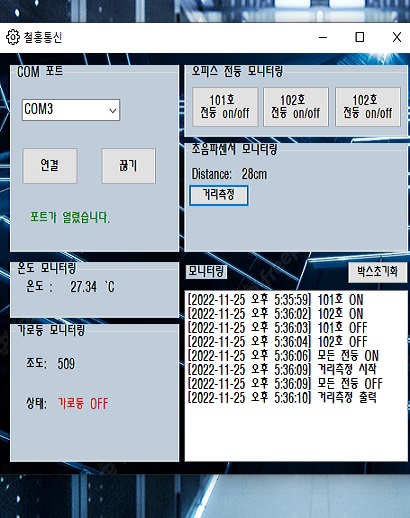 철홍통신
COM 포트
COM3
연결
끊기
포트가 열렸습니다.
온도 모니터링
온도 : 27.34 `C
가로등 모니터링
조도: 509
상태: 가로등 OFF
오피스 전등 모니터링
101호
전등 on/off
102호
전등 on/off
102호
전등 on/off
초음파센서 모니터링
Distance: 28cm
거리측정
모니터링
박스초기화
[2022-11-25 오후 5:35:59] 101호 ON
[2022-11-25 오후 5:36:02] 102호 ON
[2022-11-25 오후 5:36:03] 101호 OFF
[2022-11-25 오후 5:36:04] 102호 OFF
[2022-11-25 오후 5:36:06] 모든 전등 ON
[2022-11-25 오후 5:36:09] 거리측정 시작
[2022-11-25 오후 5:36:09] 모든 전등 OFF
[2022-11-25 오후 5:36:10] 거리측정 출력